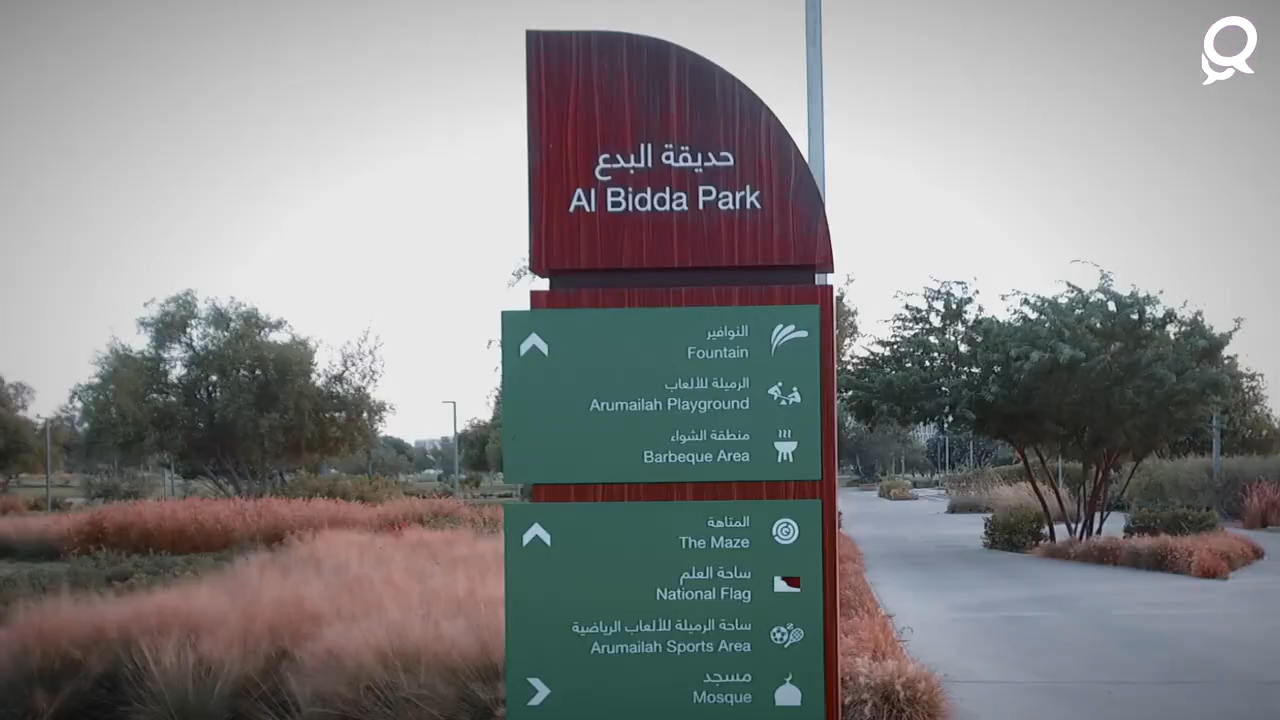 حديقة البدع
Al Bidda Park
النوافير
Fountain
الرميلة للألعاب
Arumailah Playground
منطقة الشواء
Barbeque Area
المتاهة
The Maze
ساحة العلم
National Flag
ساحة الرميلة للألعاب الرياضية
Arumailah Sports Area
مسجد
Mosque